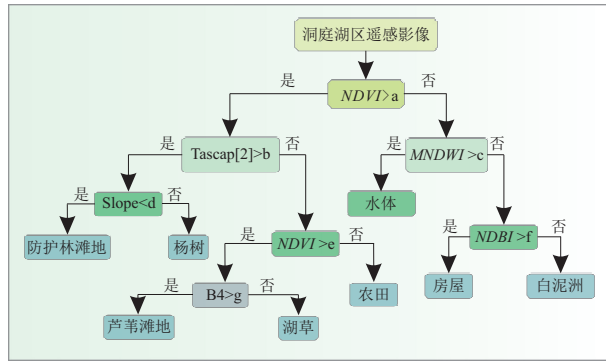 洞庭湖区遥感影像
是
否
NDVI>a
是
否
是
否
Tascap[2]>b
MNDWI>c
是
否
Slope<d
水体
是
否
是
否
防护林滩地
杨树
NDVI>e
NDBI>f
是
否
B4>g
农田
房屋
白泥洲
芦苇滩地
湖草